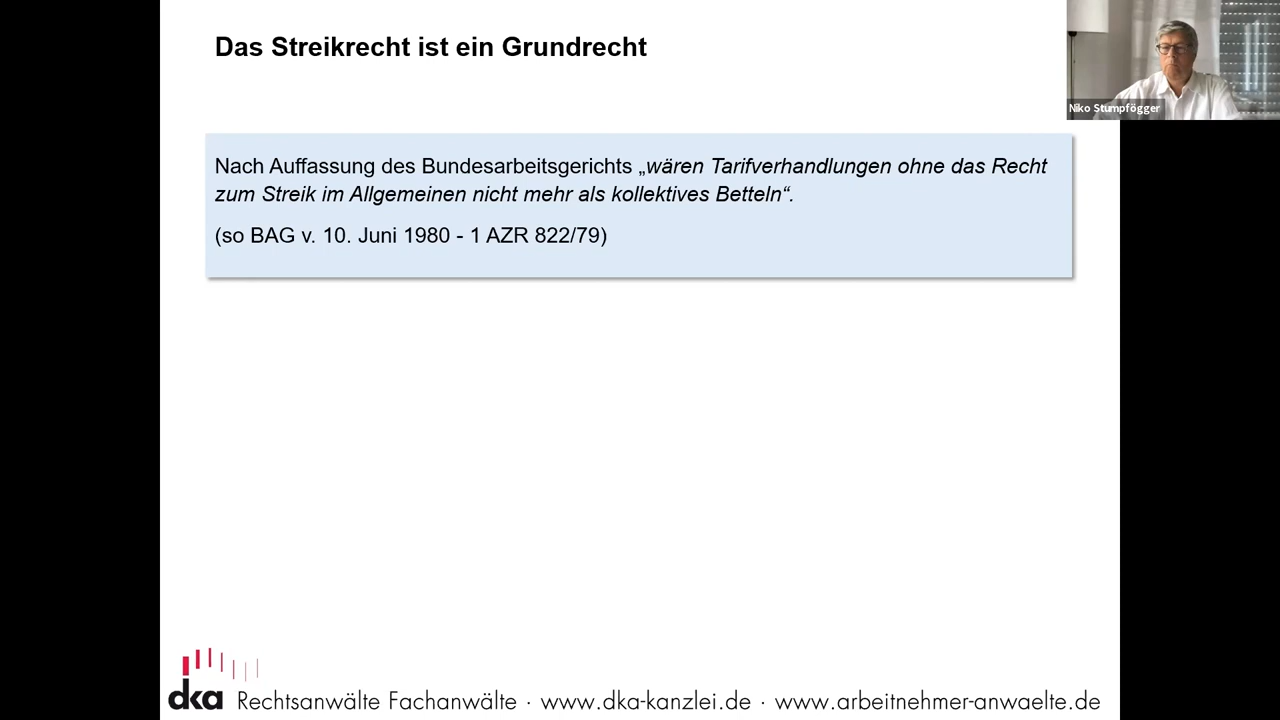 Das Streikrecht ist ein Grundrecht
Niko Stumpfögger
Nach Auffassung des Bundesarbeitsgerichts „wären Tarifverhandlungen ohne das Recht
zum Streik im Allgemeinen nicht mehr als kollektives Betteln“.
(so BAG v. 10. Juni 1980 - 1 AZR 822/79)
dka Rechtsanwälte Fachanwälte · www.dka-kanzlei.de · www.arbeitnehmer-anwaelte.de